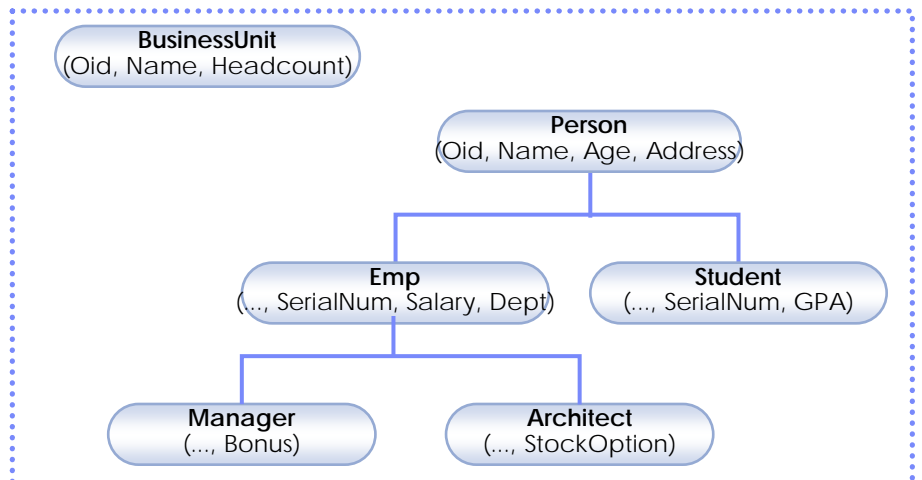 BusinessUnit
(Oid, Name, Headcount)
Person
(Oid, Name, Age, Address)
Emp
(..., SerialNum, Salary, Dept)
Student
(..., SerialNum, GPA)
Manager
(..., Bonus)
Architect
(..., StockOption)